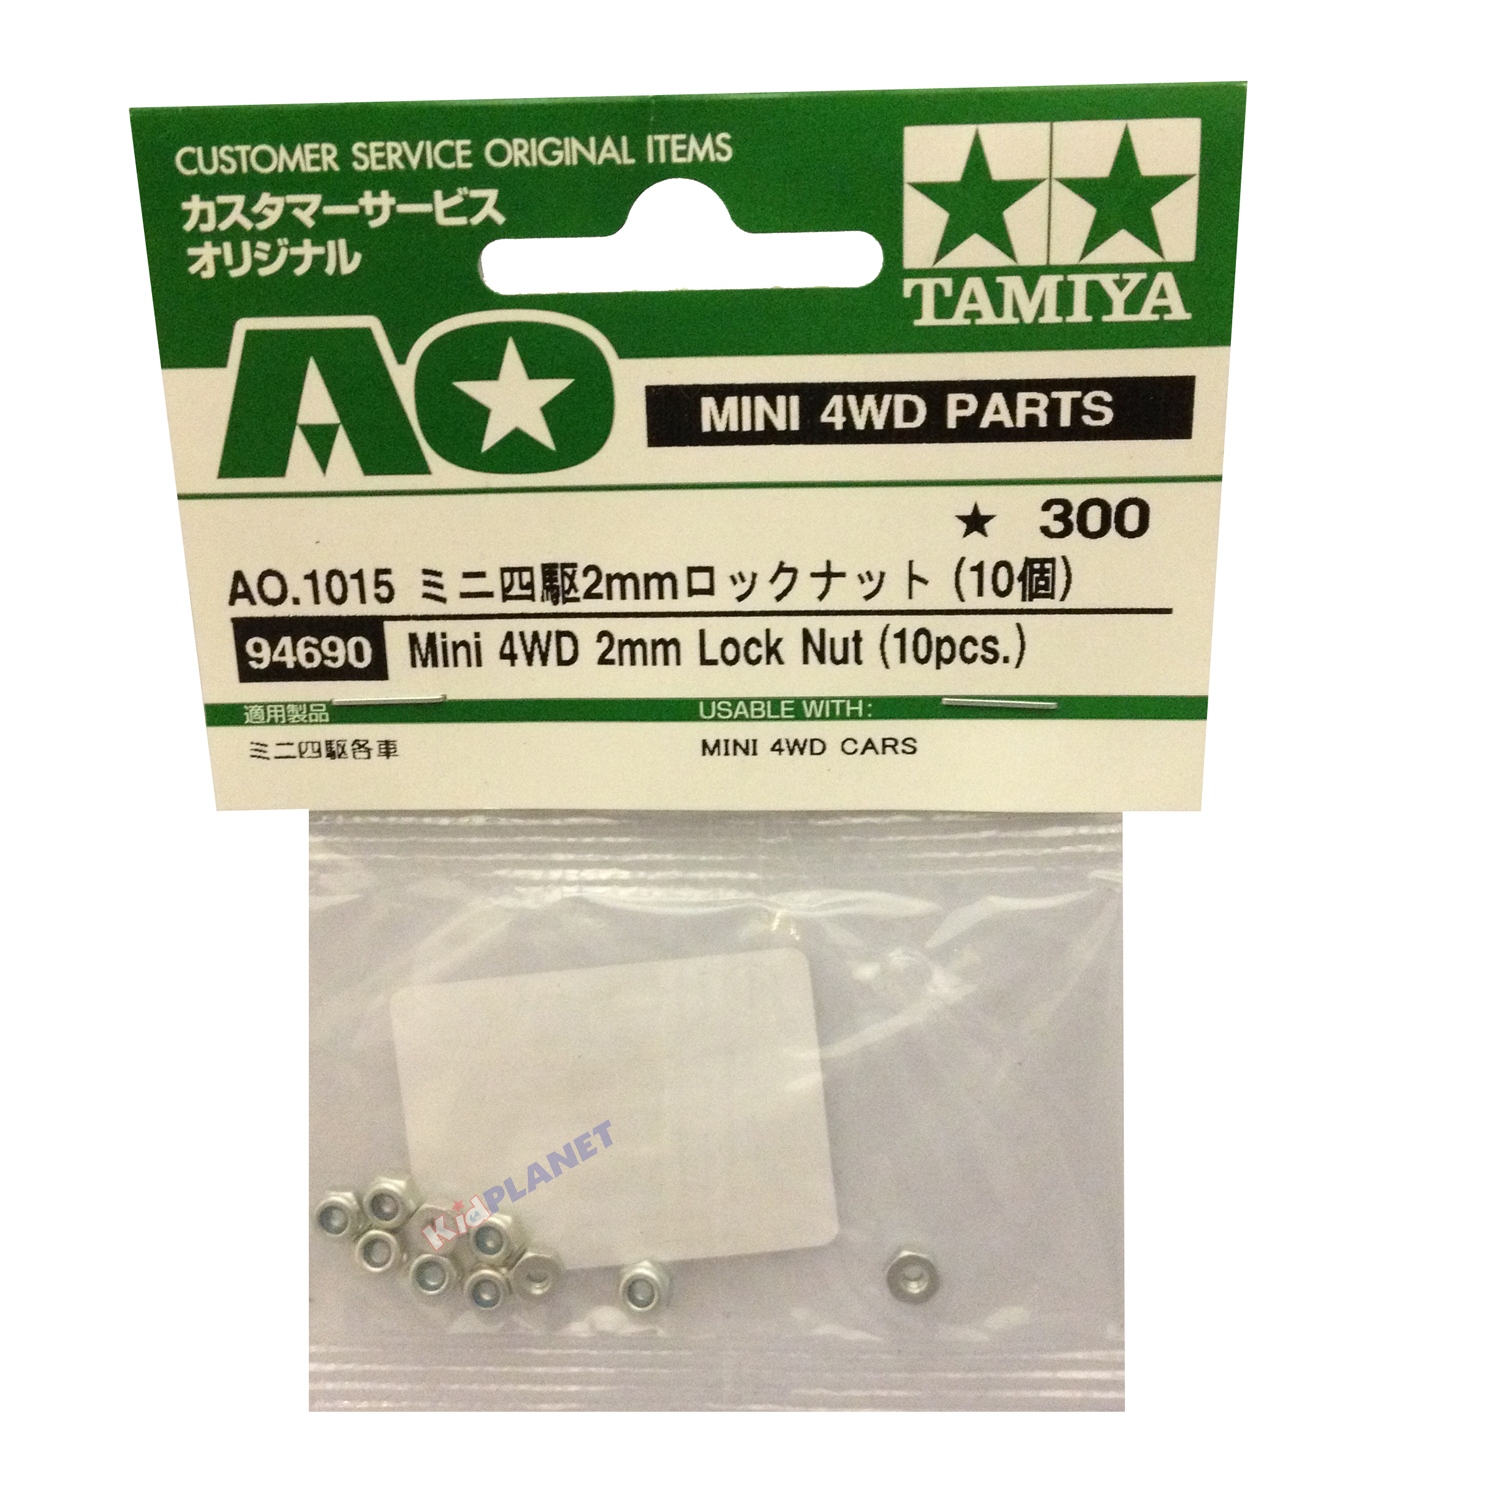 CUSTOMER SERVICE ORIGINAL ITEMS
カスタマーサービス
オリジナル
TAMIYA
AO
MINI 4WD PARTS
★ 300
AO.1015 ミニ四駆2mmロックナット (10個)
94690 Mini 4WD 2mm Lock Nut (10pcs.)
適用製品
ミニ四駆各車
USABLE WITH:
MINI 4WD CARS
KidPLANET